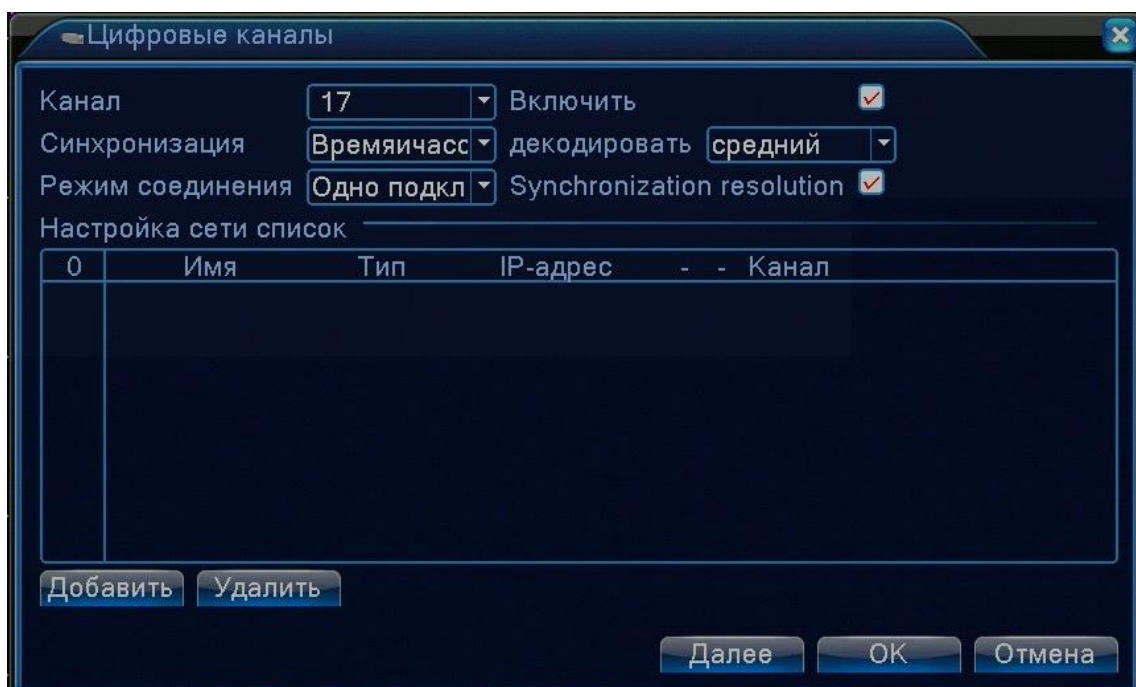 Цифровые каналы
Канал 17 Включить
Синхронизация Времяичасс декодировать средний
Режим соединения Одно подкл Synchronization resolution
Настройка сети список
0 Имя Тип IP-адрес - - Канал
Добавить Удалить
Далее OK Отмена